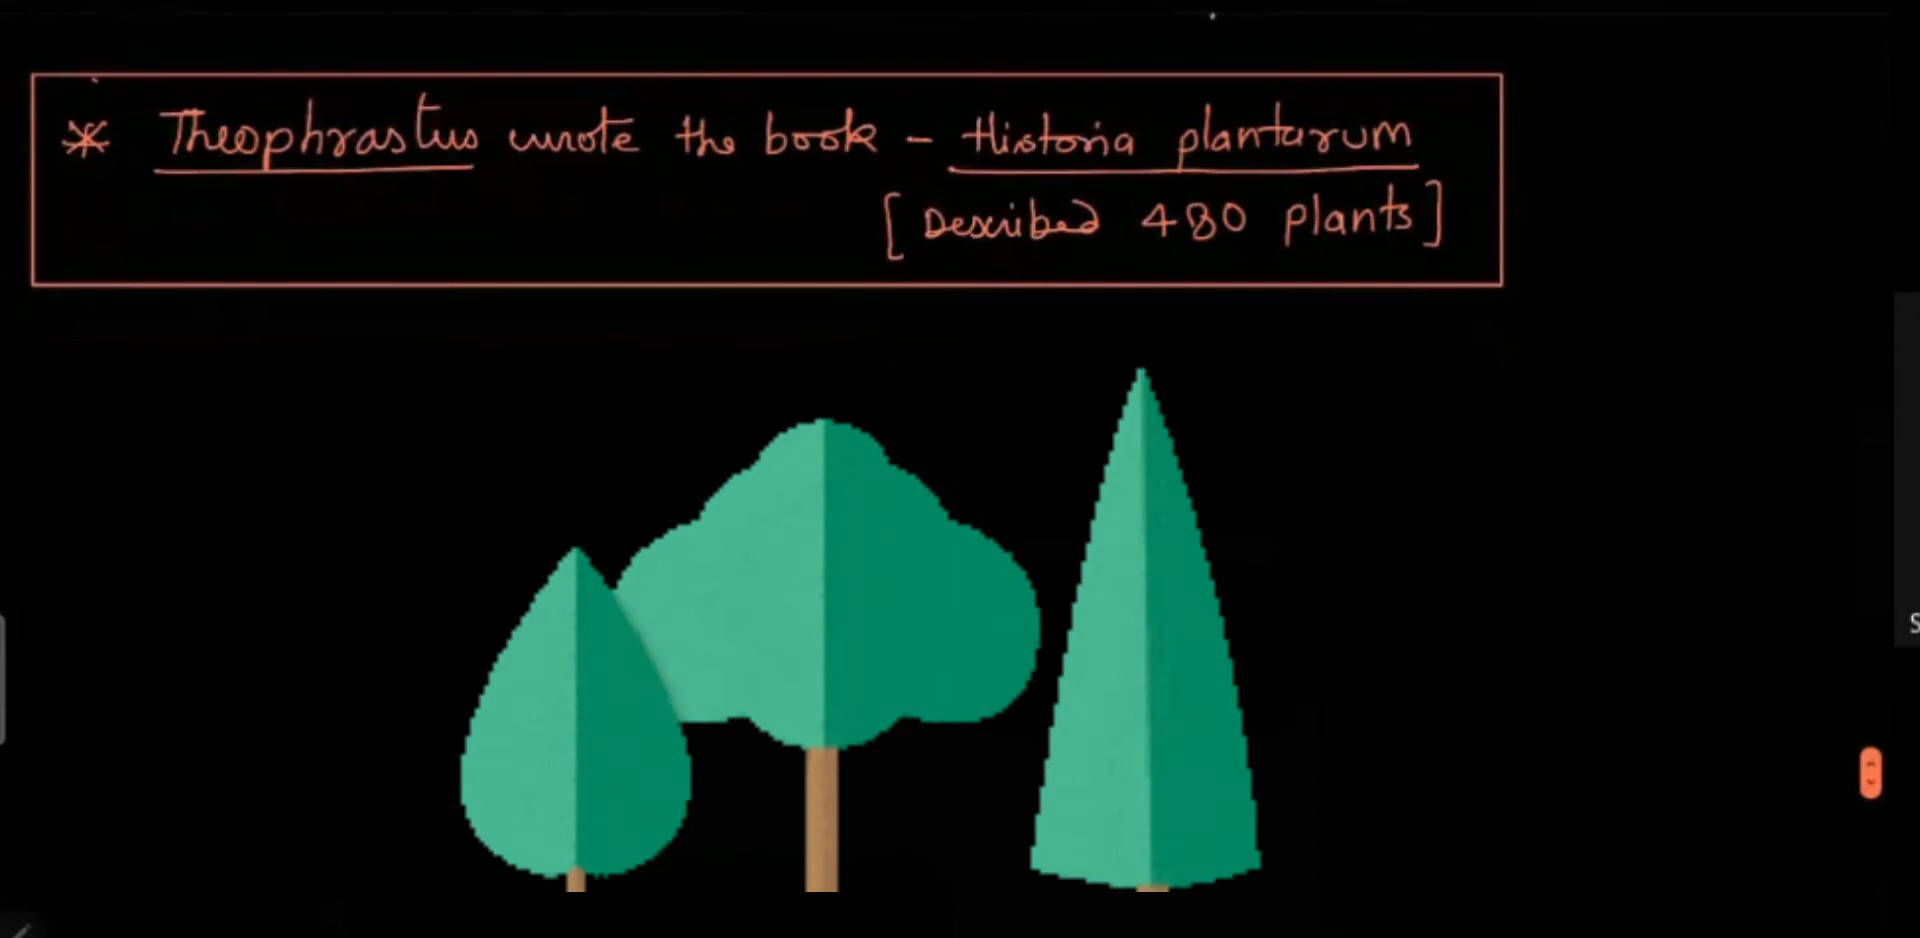 * Theophrastus wrote the book - Historia plantarum
[Described 480 plants]
S